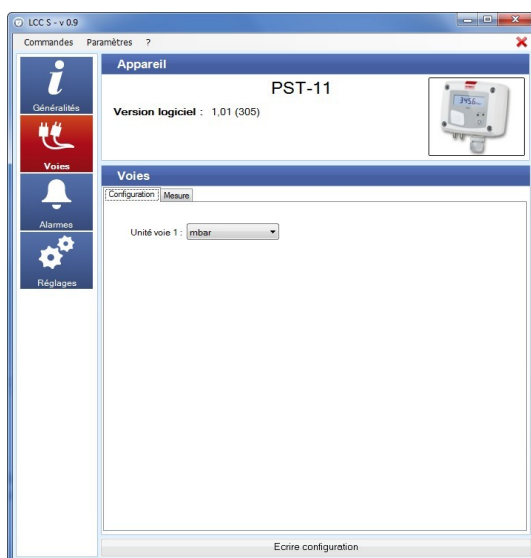 LCC S - v 0.9
Commandes Paramètres ?
Appareil
PST-11
Version logiciel : 1,01 (305)
Généralités
Voies
Alarmes
Réglages
Voies
Configuration Mesure
Unité voie 1 : mbar
Ecrire configuration